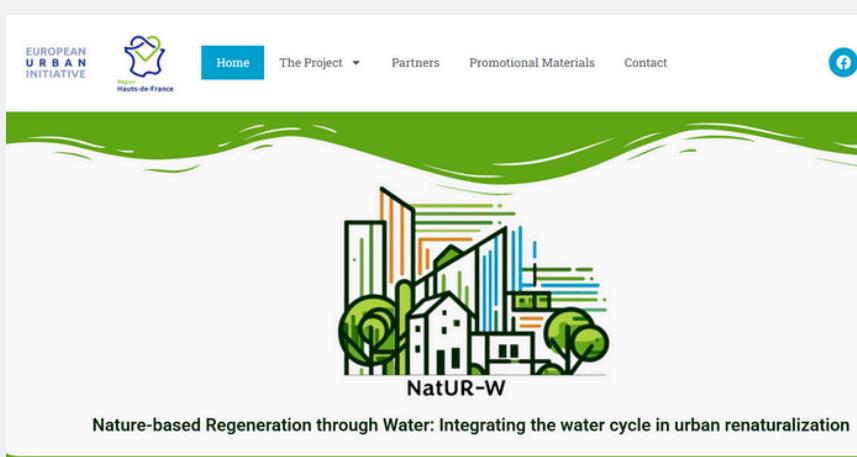 EUROPEAN
URBAN
INITIATIVE
Région
Hauts-de-France
Home
The Project
Partners
Promotional Materials
Contact
NatUR-W
Nature-based Regeneration through Water: Integrating the water cycle in urban renaturalization